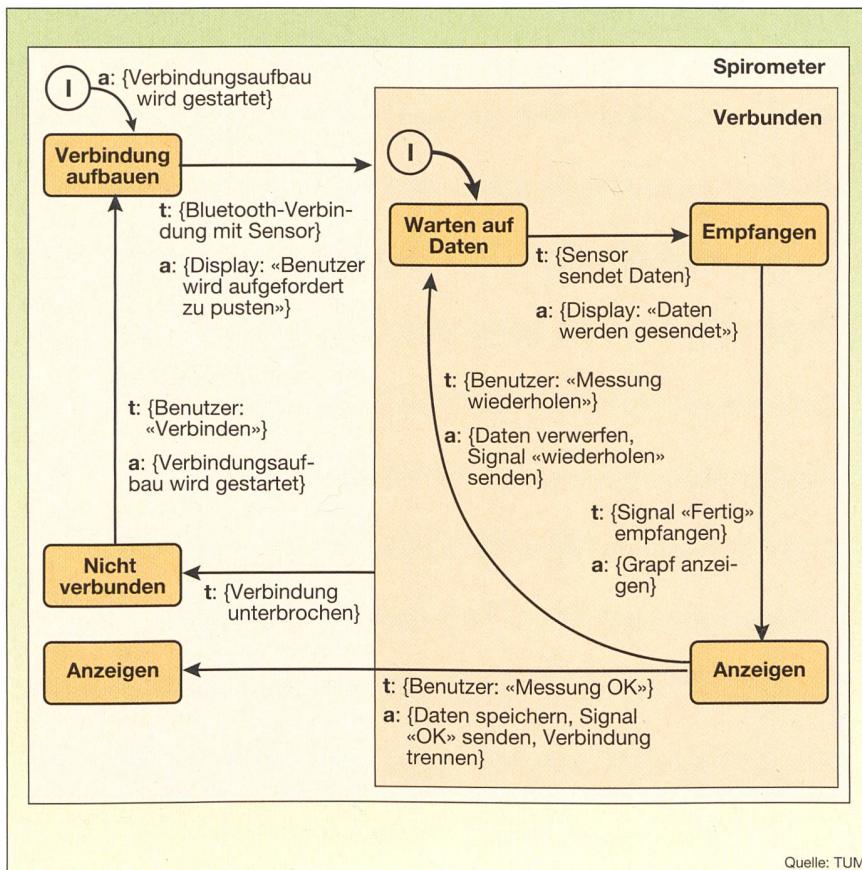 Spirometer
I
a: {Verbindungsaufbau
wird gestartet}
Verbindung
aufbauen
t: {Bluetooth-Verbin-
dung mit Sensor}
a: {Display: «Benutzer
wird aufgefordert
zu pusten»}
Verbunden
I
Warten auf
Daten
t: {Sensor
sendet Daten}
a: {Display: «Daten
werden gesendet»}
Empfangen
t: {Benutzer: «Messung
wiederholen»}
a: {Daten verwerfen,
Signal «wiederholen»
senden}
t: {Signal «Fertig»
empfangen}
a: {Grapf anzei-
gen}
t: {Benutzer:
«Verbinden»}
a: {Verbindungsauf-
bau wird gestartet}
Nicht
verbunden
t: {Verbindung
unterbrochen}
Anzeigen
Anzeigen
t: {Benutzer: «Messung OK»}
a: {Daten speichern, Signal
«OK» senden, Verbindung
trennen}
Quelle: TUM